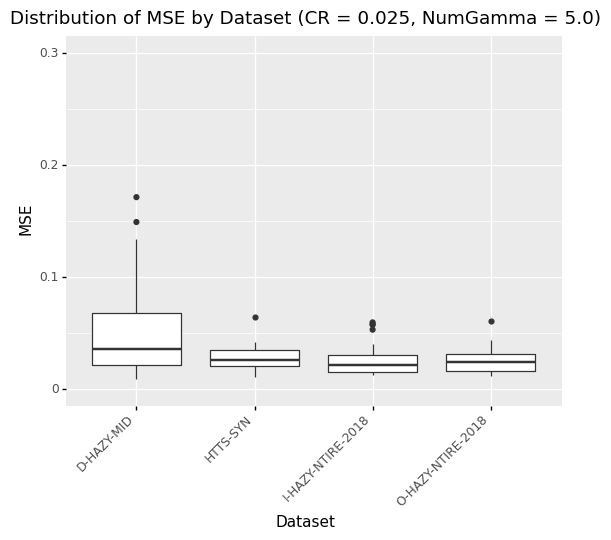 Distribution of MSE by Dataset (CR = 0.025, NumGamma = 5.0)
0.3
0.2
MSE
0.1
0
D-HAZY-MID
HTTS-SYN
I-HAZY-NTIRE-2018
O-HAZY-NTIRE-2018
Dataset